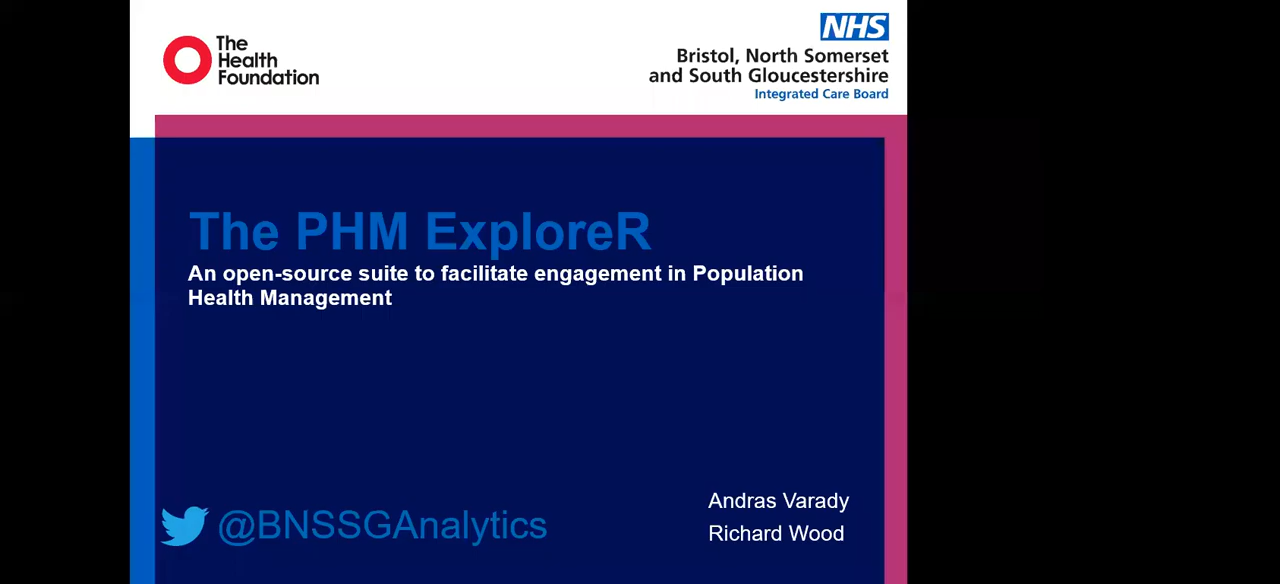 The
Health
Foundation
NHS
Bristol, North Somerset
and South Gloucestershire
Integrated Care Board
The PHM ExploreR
An open-source suite to facilitate engagement in Population
Health Management
@BNSSGAnalytics
Andras Varady
Richard Wood